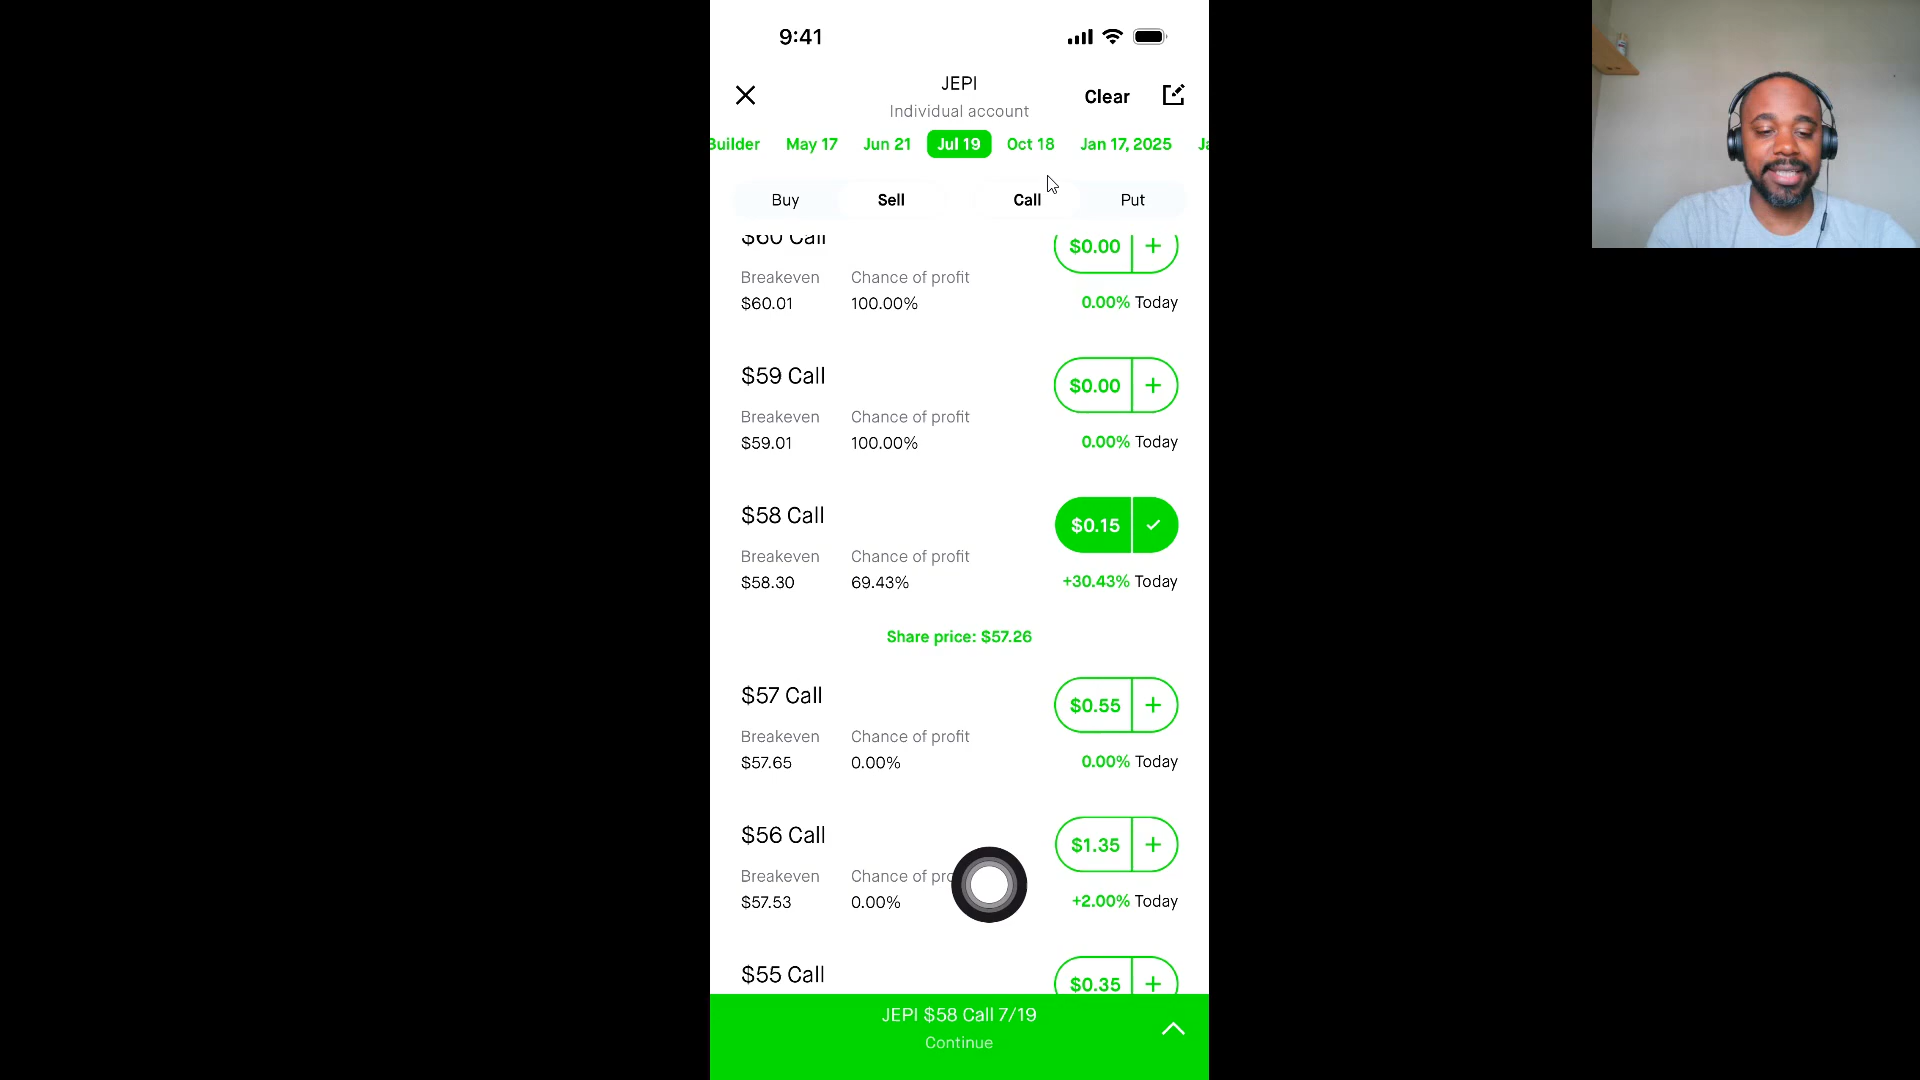 9:41
JEPI
Individual account
Clear
Builder May 17 Jun 21 Jul 19 Oct 18 Jan 17, 2025
Buy Sell Call Put
$60 Call
$0.00 +
Breakeven Chance of profit
$60.01 100.00%
0.00% Today
$59 Call
$0.00 +
Breakeven Chance of profit
$59.01 100.00%
0.00% Today
$58 Call
$0.15
Breakeven Chance of profit
$58.30 69.43%
+30.43% Today
Share price: $57.26
$57 Call
$0.55 +
Breakeven Chance of profit
$57.65 0.00%
0.00% Today
$56 Call
$1.35 +
Breakeven Chance of
$57.53 0.00%
+2.00% Today
$55 Call
$0.35 +
JEPI $58 Call 7/19
Continue